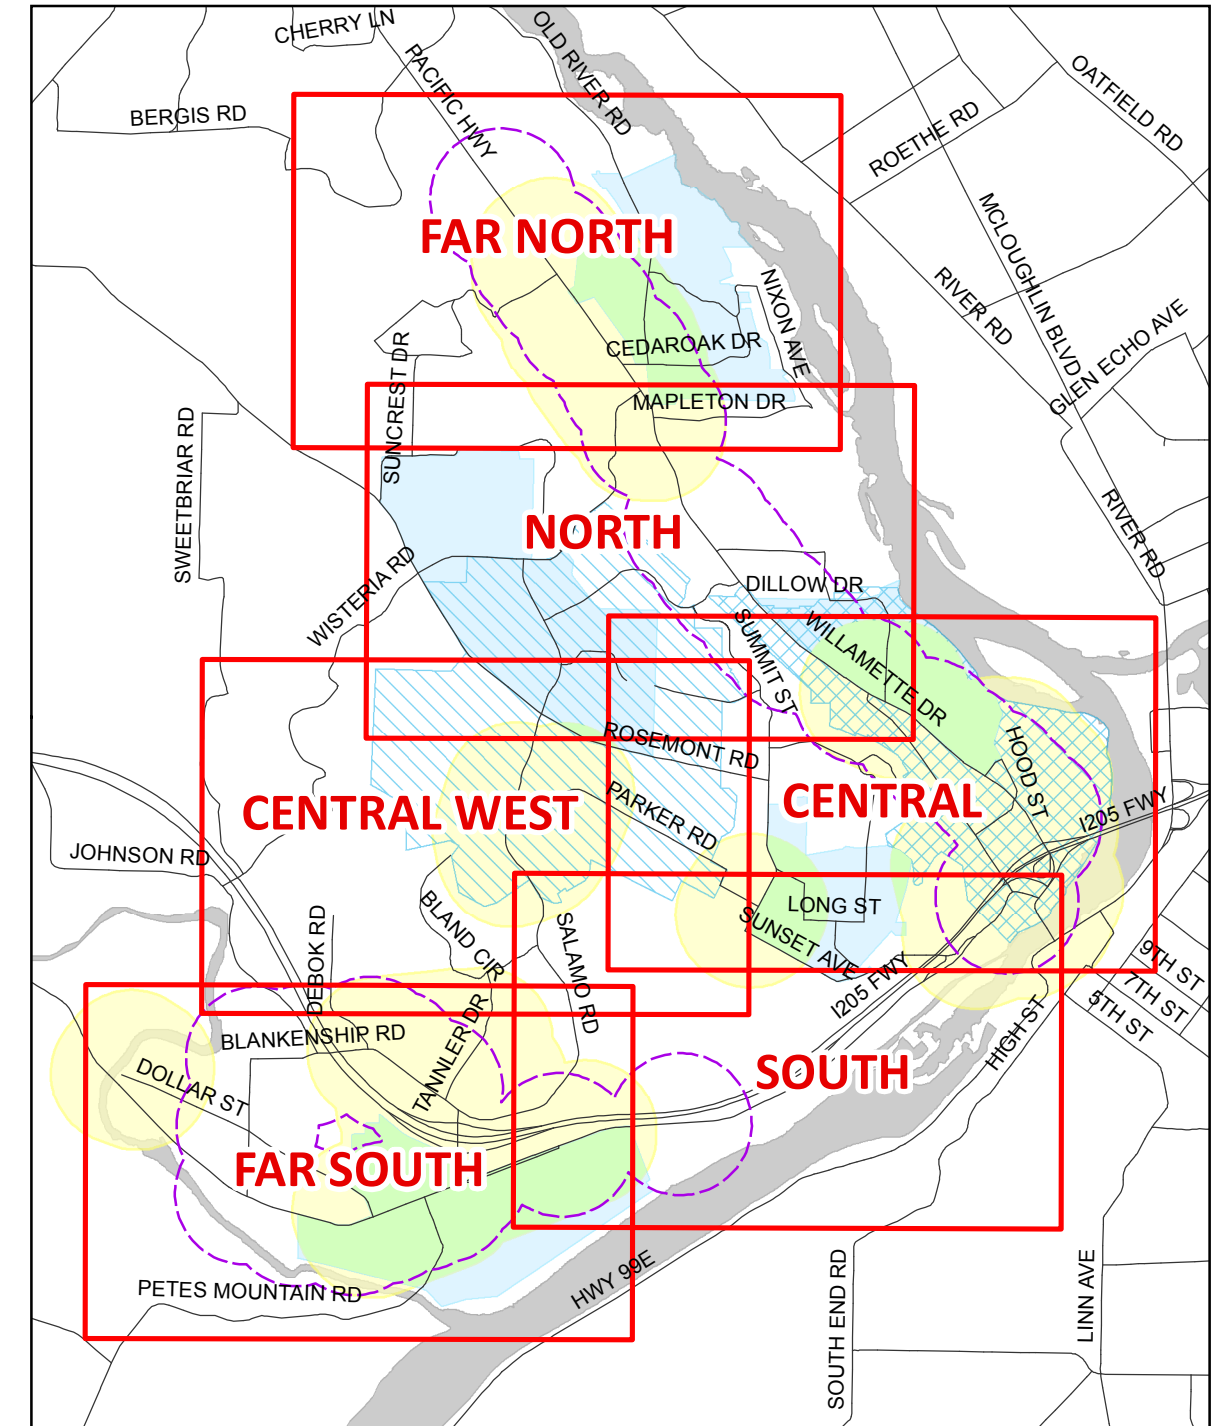 CHERRY LN
OLD RIVER RD
PACIFIC HWY
OATFIELD RD
BERGIS RD
ROETHE RD
MCLOUGHLIN BLVD
FAR NORTH
NIXON AVE
RIVER RD
GLEN ECHO AVE
CEDAROAK DR
SUNCREST DR
MAPLETON DR
SWEETBRIAR RD
RIVER RD
NORTH
WISTERIA RD
DILLOW DR
SUMMIT ST
WILLAMETTE DR
ROSEMONT RD
HOOD ST
CENTRAL WEST
PARKER RD
CENTRAL
I205 FWY
JOHNSON RD
BLAND CIR
DEBOK RD
SALAMO RD
LONG ST
SUNSET AVE
I205 FWY
9TH ST
7TH ST
5TH ST
HIGH ST
BLANKENSHIP RD
TANNLER DR
DOLLAR ST
SOUTH
FAR SOUTH
PETES MOUNTAIN RD
HWY 99E
SOUTH END RD
LINN AVE